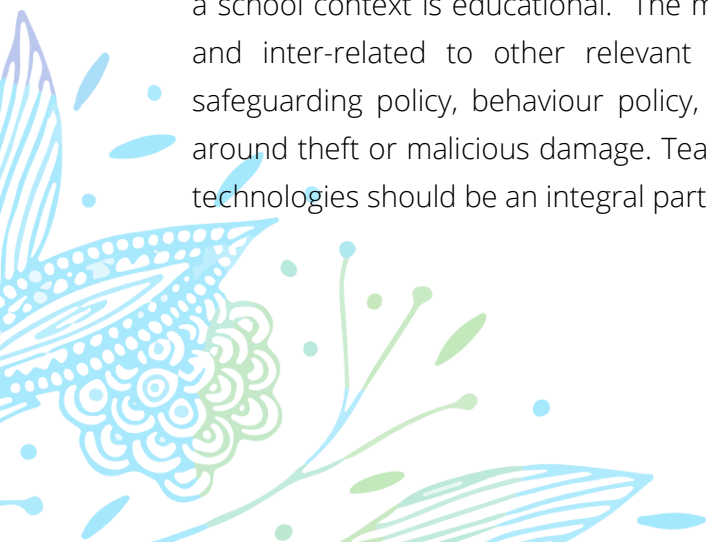 a school context is educational. The m
and inter-related to other relevant
safeguarding policy, behaviour policy,
around theft or malicious damage. Tea
technologies should be an integral part